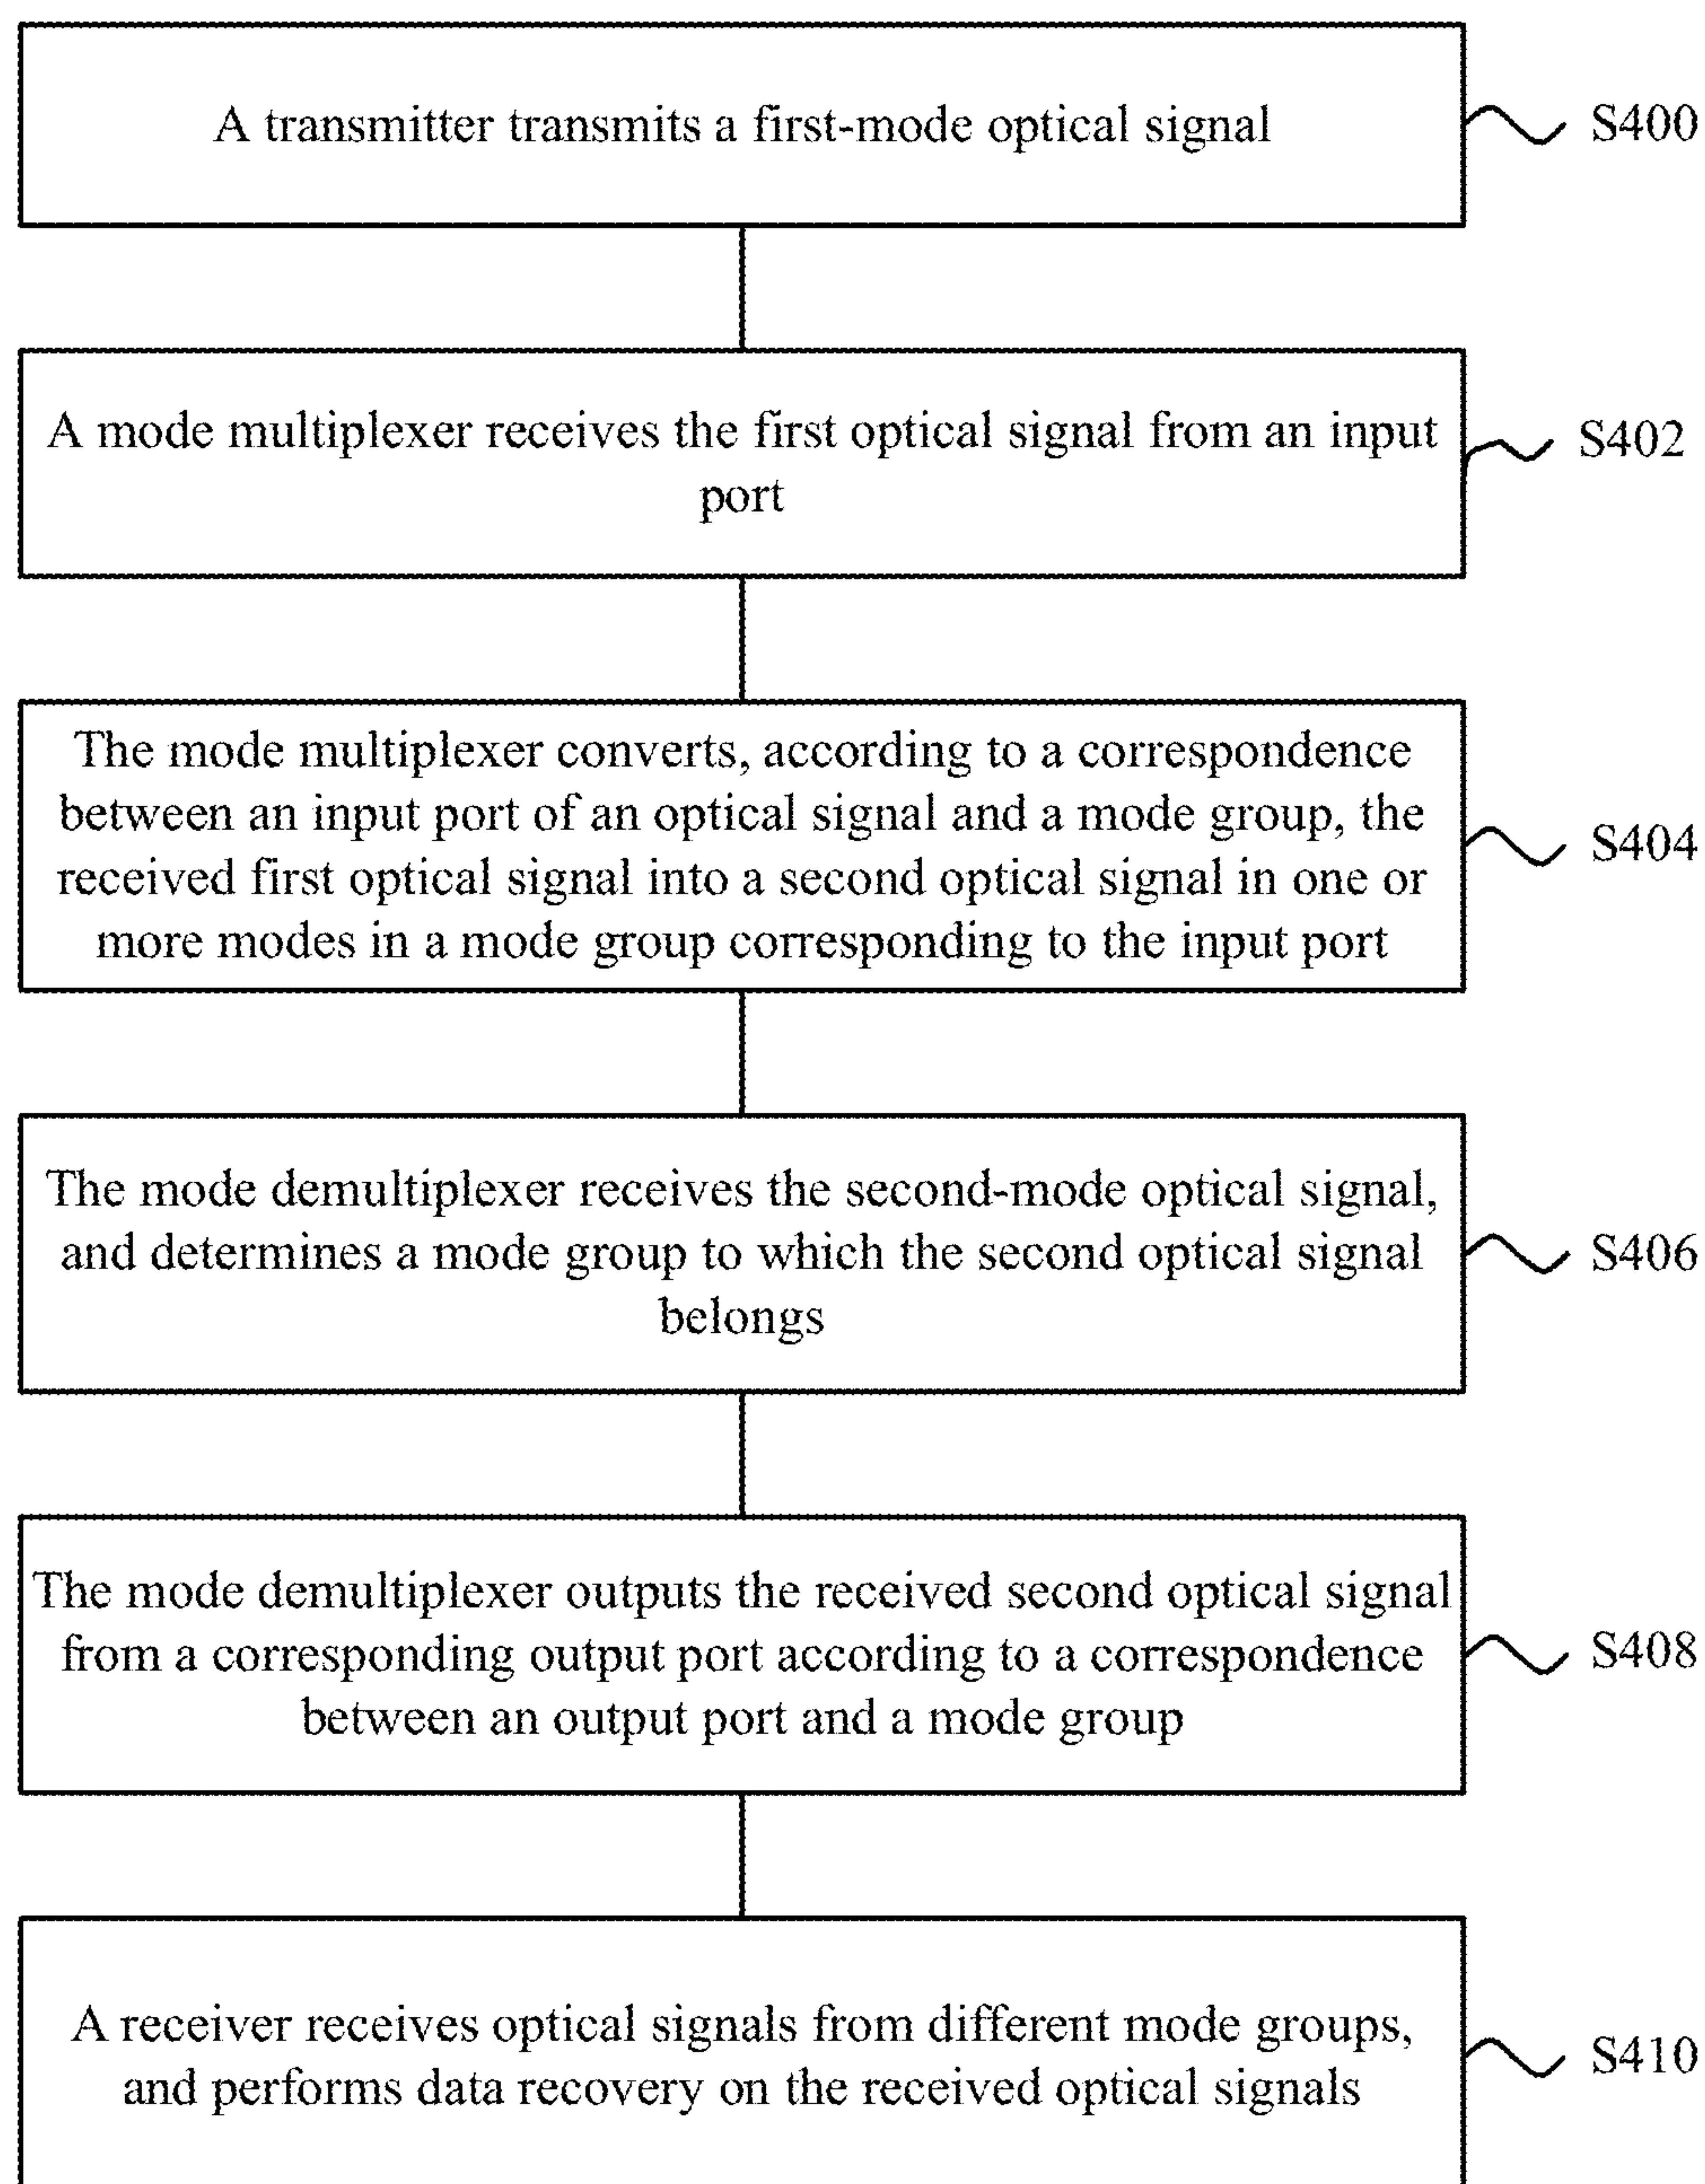 A transmitter transmits a first-mode optical signal
S400
A mode multiplexer receives the first optical signal from an input
port
S402
The mode multiplexer converts, according to a correspondence
between an input port of an optical signal and a mode group, the
received first optical signal into a second optical signal in one or
more modes in a mode group corresponding to the input port
S404
The mode demultiplexer receives the second-mode optical signal,
and determines a mode group to which the second optical signal
belongs
S406
The mode demultiplexer outputs the received second optical signal
from a corresponding output port according to a correspondence
between an output port and a mode group
S408
A receiver receives optical signals from different mode groups,
and performs data recovery on the received optical signals
S410